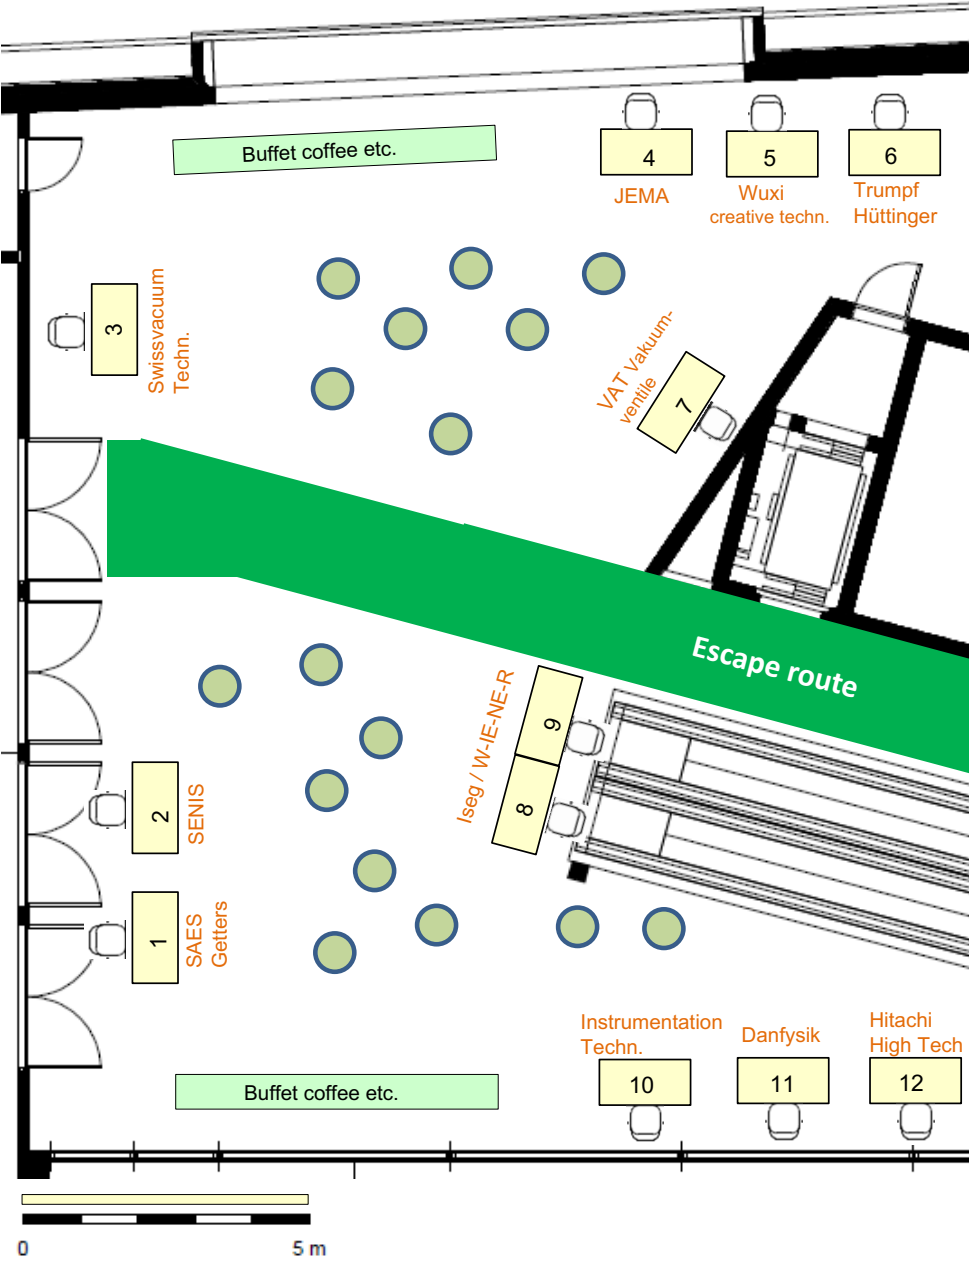 Buffet coffee etc.
4
5
6
JEMA
Wuxi
creative techn.
Trumpf
Hüttinger
3
Swissvacuum
Techn.
VAT Vakuum-
ventile
7
Escape route
Iseg / W-IE-NE-R
9
8
2
SENIS
1
SAES
Getters
Instrumentation
Techn.
Danfysik
Hitachi
High Tech
10
11
12
Buffet coffee etc.
0
5 m